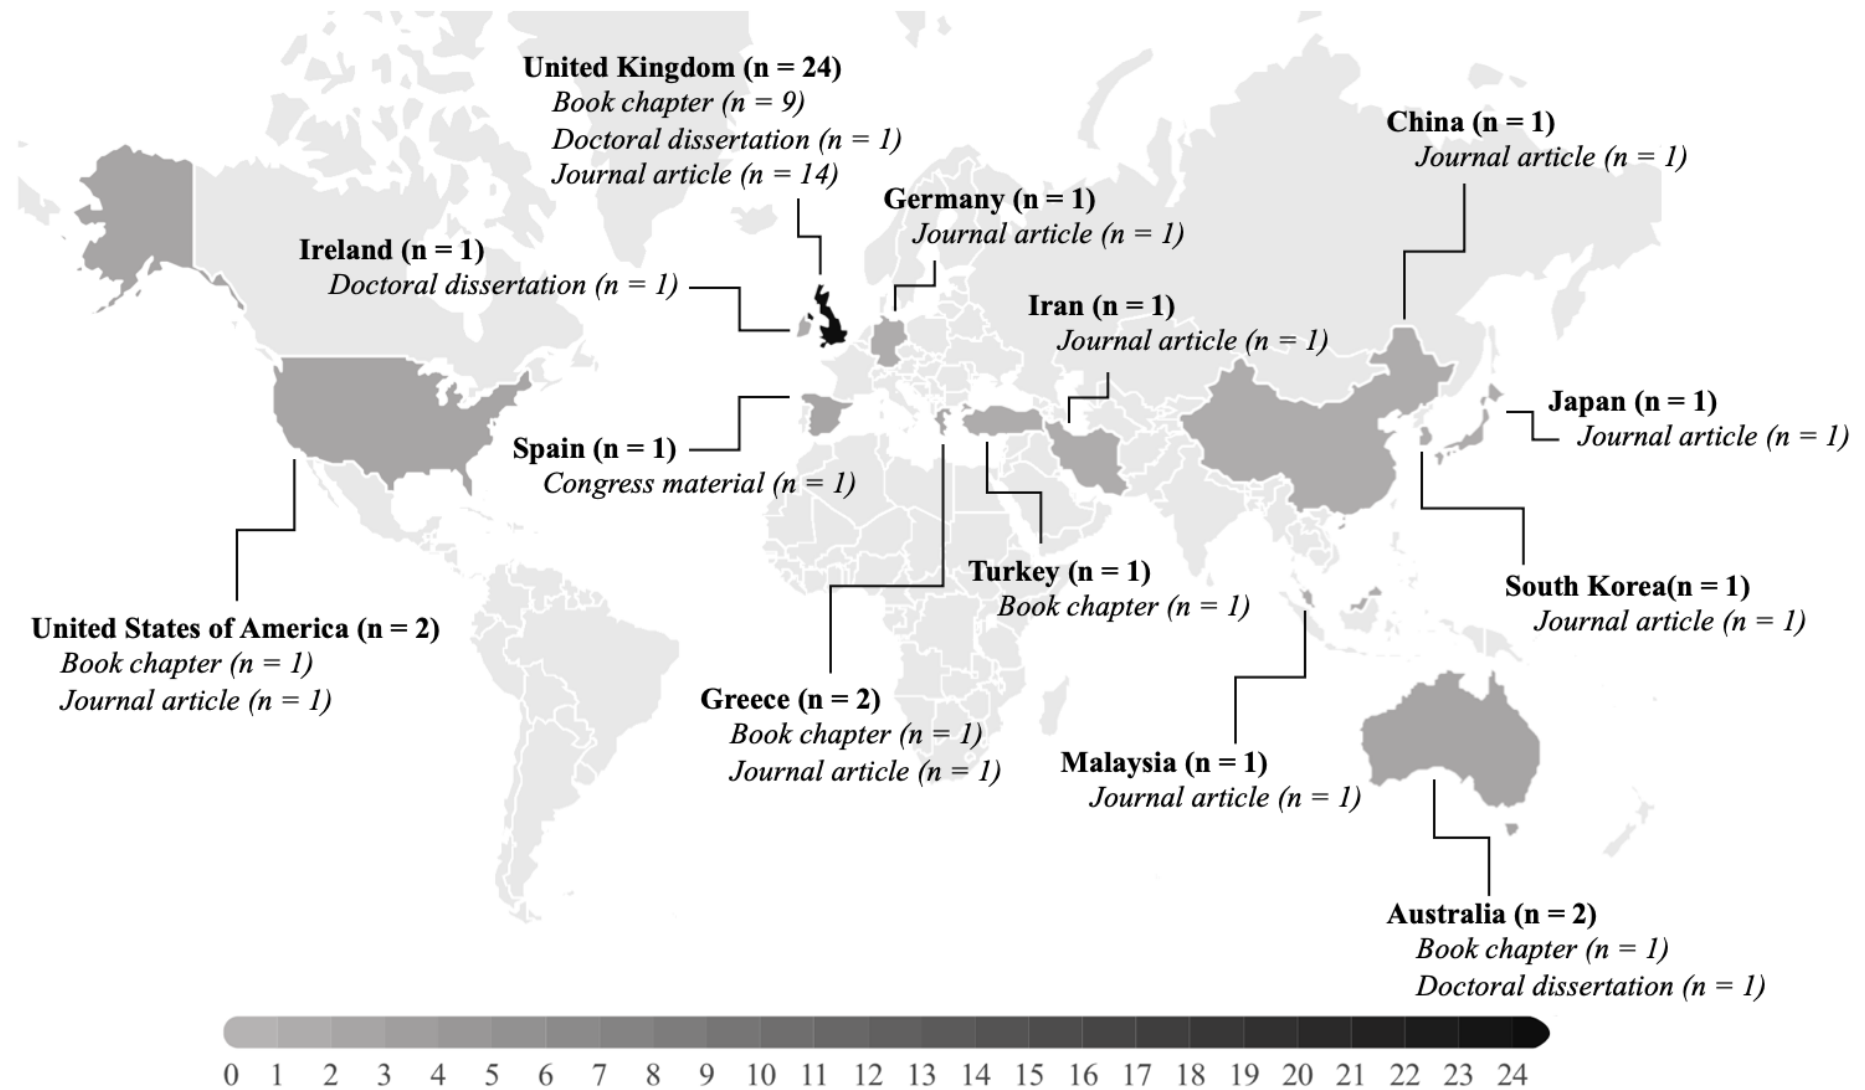 United Kingdom (n = 24)
Book chapter (n = 9)
Doctoral dissertation (n = 1)
Journal article (n = 14)
China (n = 1)
Journal article (n = 1)
Germany (n = 1)
Journal article (n = 1)
Ireland (n = 1)
Doctoral dissertation (n = 1)
Iran (n = 1)
Journal article (n = 1)
Japan (n = 1)
Journal article (n = 1)
Spain (n = 1)
Congress material (n = 1)
Turkey (n = 1)
Book chapter (n = 1)
South Korea(n = 1)
Journal article (n = 1)
United States of America (n = 2)
Book chapter (n = 1)
Journal article (n = 1)
Greece (n = 2)
Book chapter (n = 1)
Journal article (n = 1)
Malaysia (n = 1)
Journal article (n = 1)
Australia (n = 2)
Book chapter (n = 1)
Doctoral dissertation (n = 1)
0 1 2 3 4 5 6 7 8 9 10 11 12 13 14 15 16 17 18 19 20 21 22 23 24